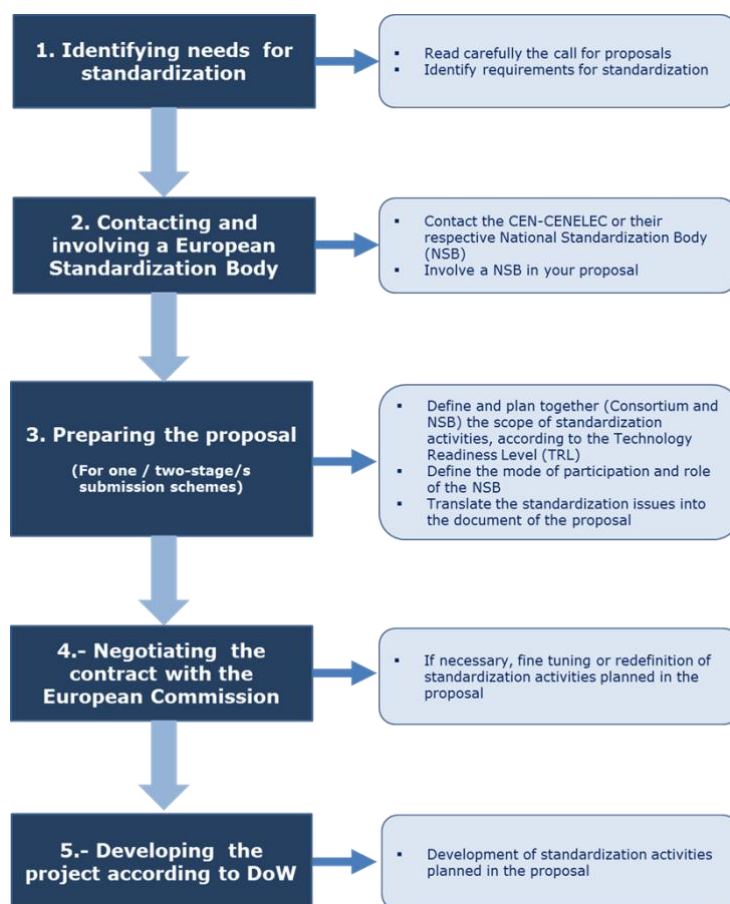 1. Identifying needs for
standardization
▪ Read carefully the call for proposals
▪ Identify requirements for standardization
2. Contacting and
involving a European
Standardization Body
▪ Contact the CEN-CENELEC or their
respective National Standardization Body
(NSB)
▪ Involve a NSB in your proposal
3. Preparing the proposal
(For one / two-stage/s
submission schemes)
▪ Define and plan together (Consortium and
NSB) the scope of standardization
activities, according to the Technology
Readiness Level (TRL)
▪ Define the mode of participation and role
of the NSB
▪ Translate the standardization issues into
the document of the proposal
4.- Negotiating the
contract with the
European Commission
▪ If necessary, fine tuning or redefinition of
standardization activities planned in the
proposal
5.- Developing the
project according to DoW
▪ Development of standardization activities
planned in the proposal